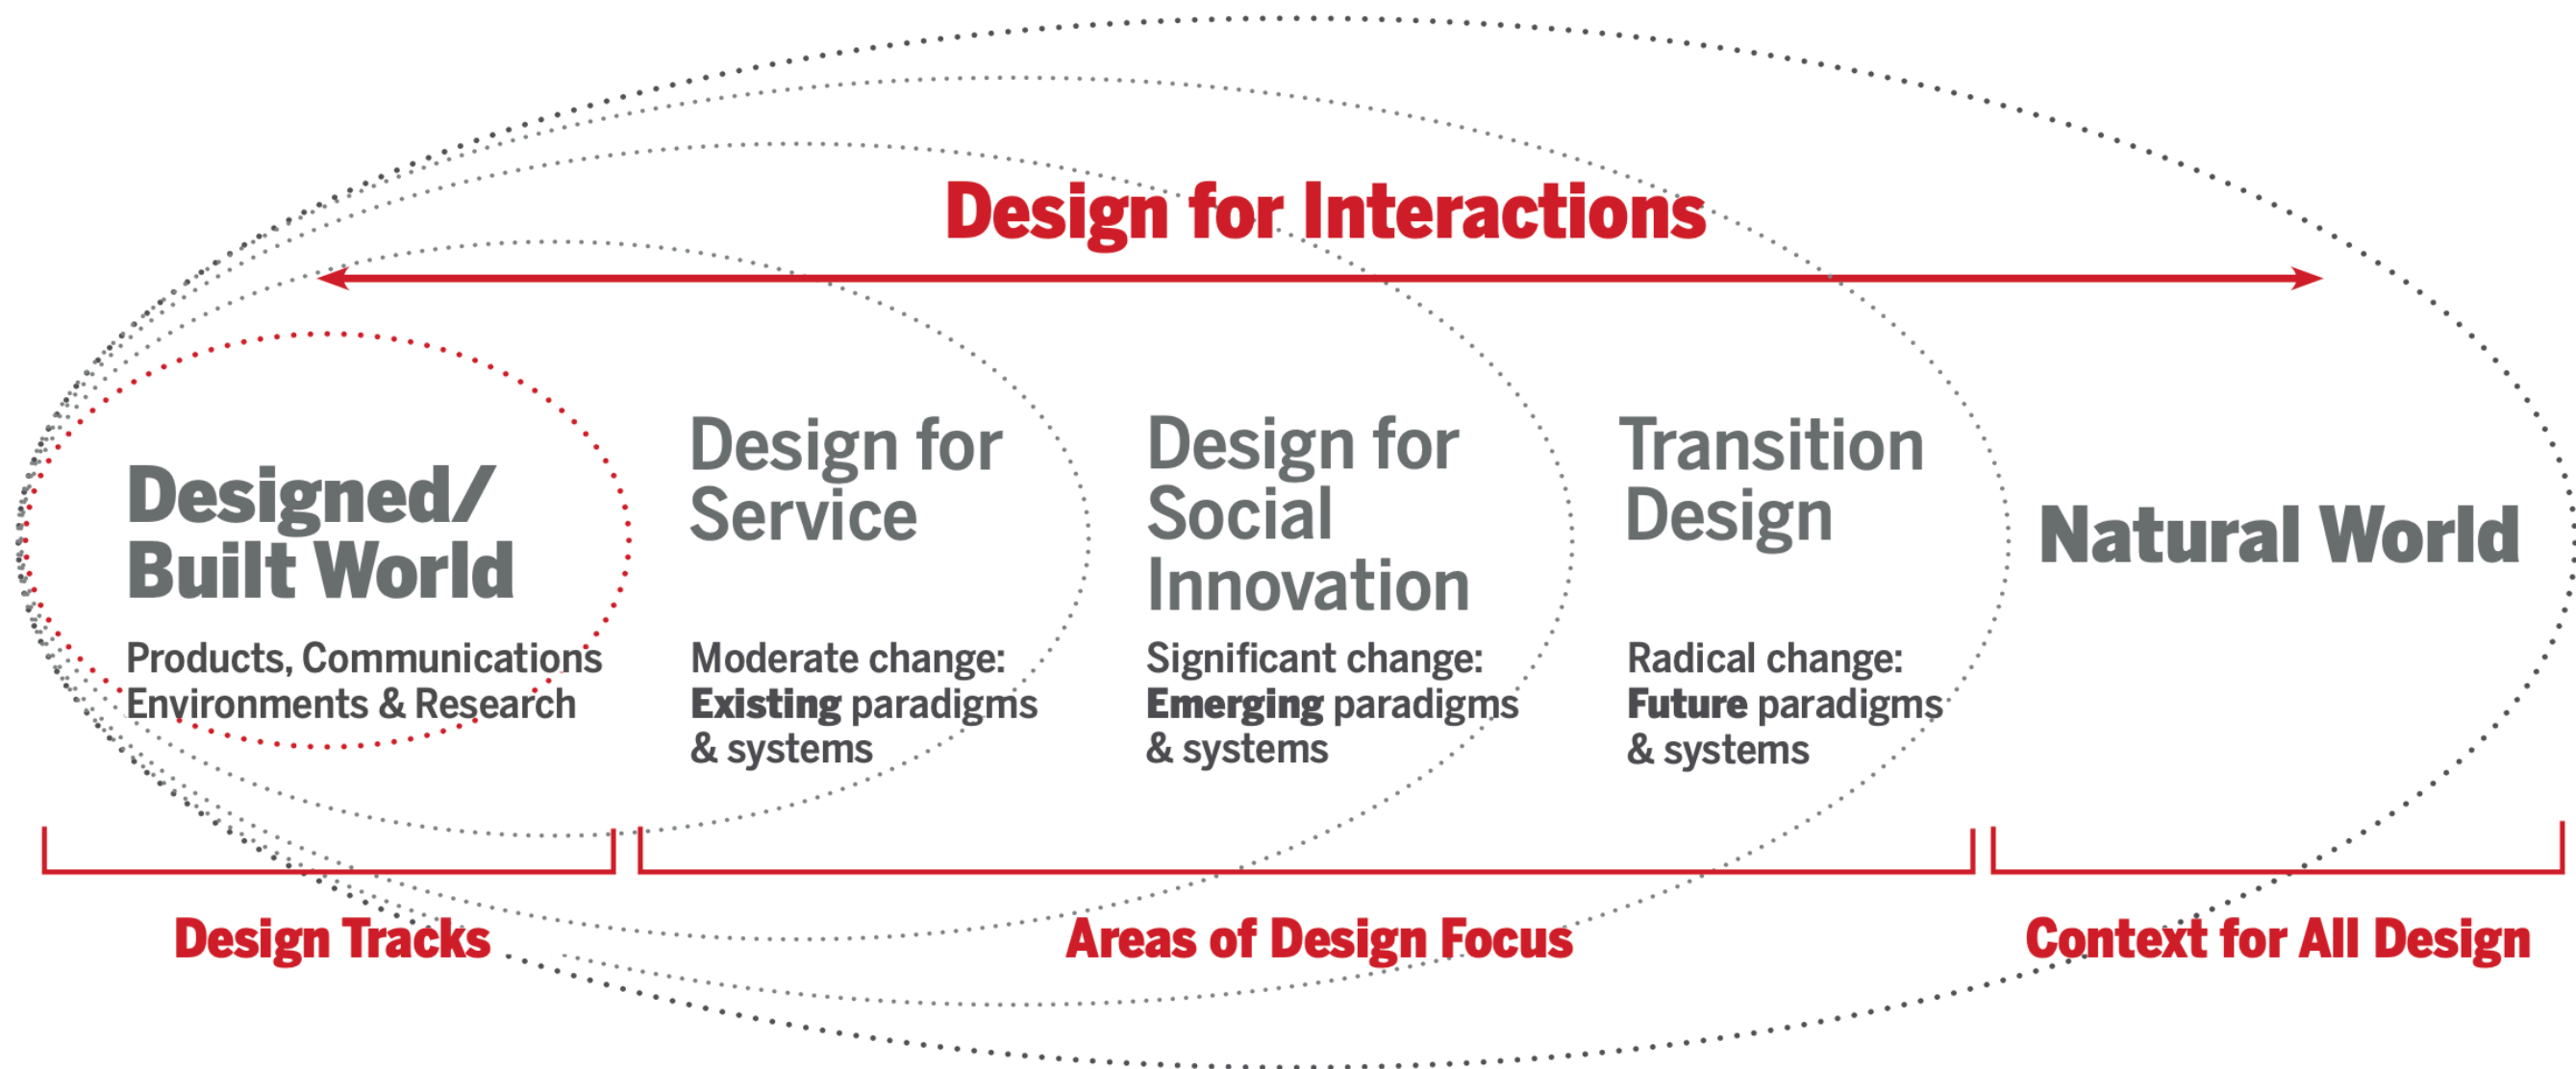 Design for Interactions
Designed/
Built World
Products, Communications
Environments & Research
Design for
Service
Moderate change:
Existing paradigms
& systems
Design for
Social
Innovation
Significant change:
Emerging paradigms
& systems
Transition
Design
Radical change:
Future paradigms
& systems
Natural World
Design Tracks
Areas of Design Focus
Context for All Design